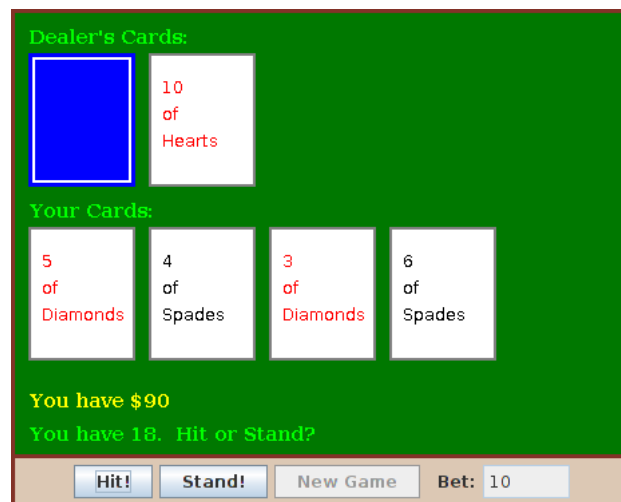 Dealer's Cards:
10
of
Hearts
Your Cards:
5
of
Diamonds
4
of
Spades
3
of
Diamonds
6
of
Spades
You have $90
You have 18.  Hit or Stand?
Hit! Stand! New Game Bet: 10